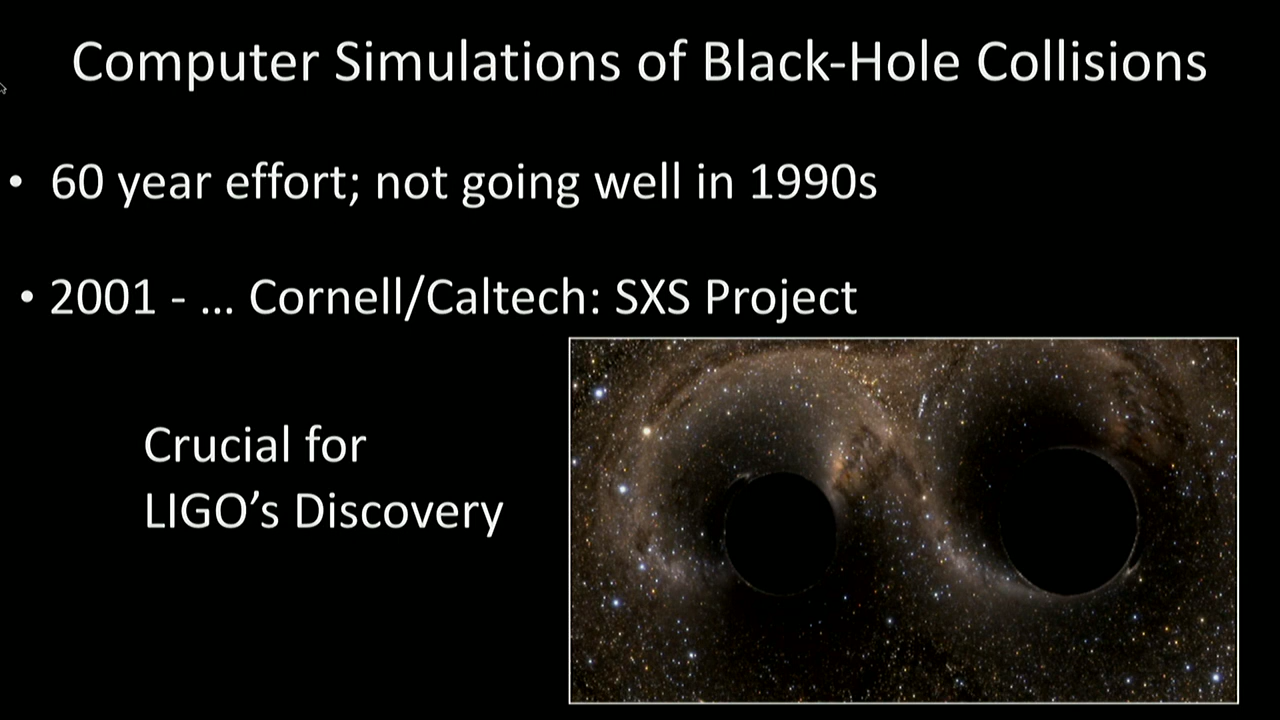 Computer Simulations of Black-Hole Collisions
• 60 year effort; not going well in 1990s
• 2001 - ... Cornell/Caltech: SXS Project
Crucial for
LIGO’s Discovery